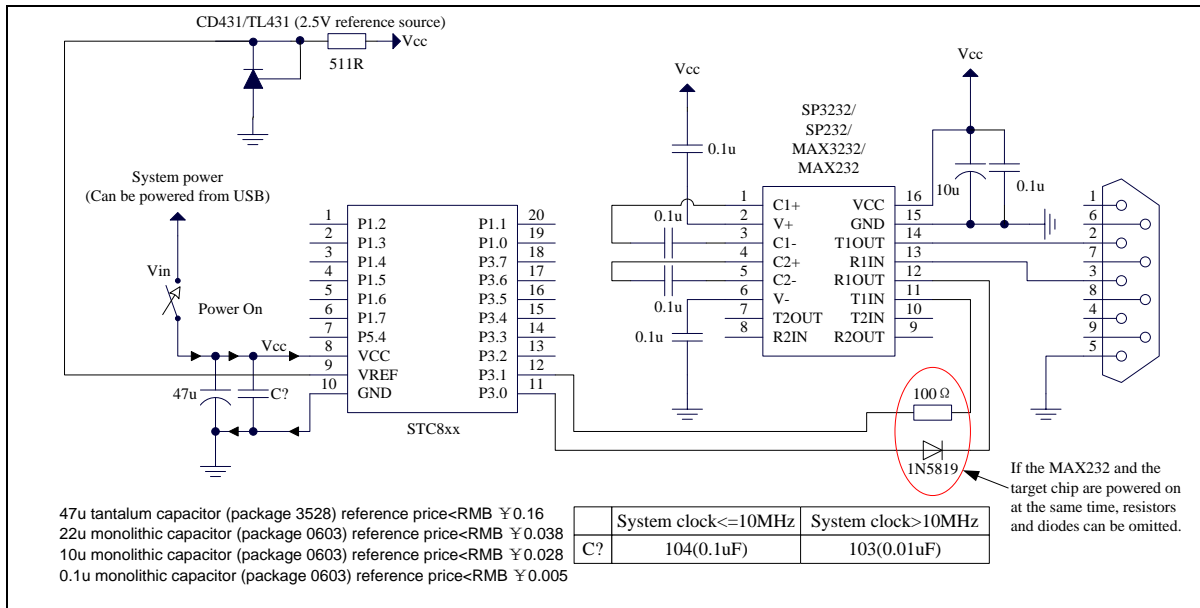 CD431/TL431 (2.5V reference source)
Vcc
511R
System power
(Can be powered from USB)
Vin
Power On
Vcc
47u
C?
1 P1.2 P1.1 20
2 P1.3 P1.0 19
3 P1.4 P3.7 18
4 P1.5 P3.6 17
5 P1.6 P3.5 16
6 P1.7 P3.4 15
7 P5.4 P3.3 14
8 VCC P3.2 13
9 VREF P3.1 12
10 GND P3.0 11
STC8xx
Vcc
0.1u
0.1u
0.1u
0.1u
SP3232/
SP232/
MAX3232/
MAX232
1 C1+ VCC 16
2 V+ GND 15
3 C1- T1OUT 14
4 C2+ R1IN 13
5 C2- R1OUT 12
6 V- T1IN 11
7 T2OUT T2IN 10
8 R2IN R2OUT 9
Vcc
10u
0.1u
1
6
2
7
3
8
4
9
5
100Ω
1N5819
If the MAX232 and the
target chip are powered on
at the same time, resistors
and diodes can be omitted.
47u tantalum capacitor (package 3528) reference price<RMB ￥0.16
22u monolithic capacitor (package 0603) reference price<RMB ￥0.038
10u monolithic capacitor (package 0603) reference price<RMB ￥0.028
0.1u monolithic capacitor (package 0603) reference price<RMB ￥0.005
System clock<=10MHz System clock>10MHz
C? 104(0.1uF) 103(0.01uF)